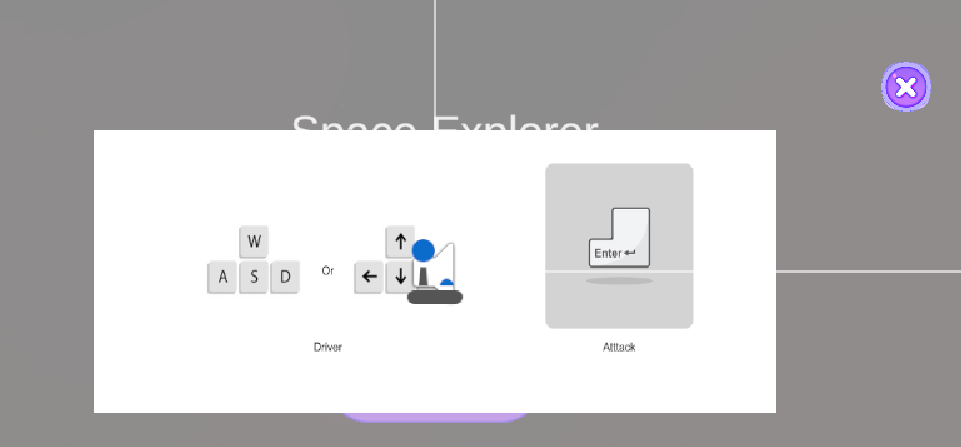 Space Explorer
W
A S D
Or
↑
← ↓
Enter ↵
Driver
Atttack